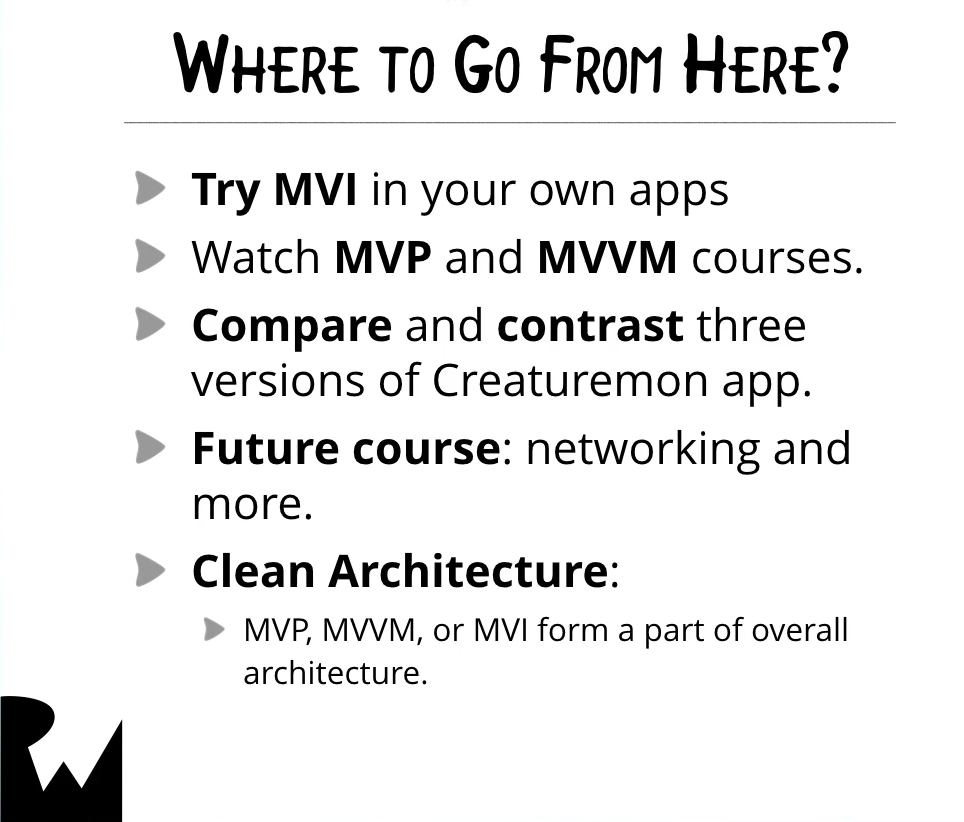 Where to Go From Here?
Try MVI in your own apps
Watch MVP and MVVM courses.
Compare and contrast three
versions of Creaturemon app.
Future course: networking and
more.
Clean Architecture:
MVP, MVVM, or MVI form a part of overall
architecture.
RW